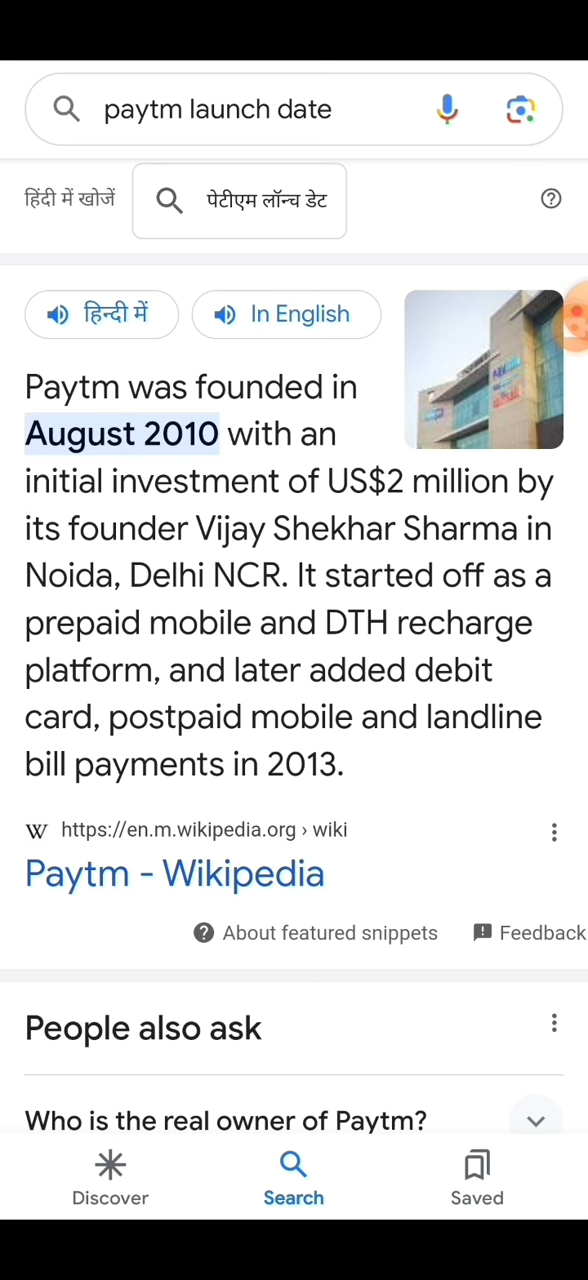 paytm launch date
हिंदी में खोजें
पेटीएम लॉन्च डेट
हिन्दी में
In English
Paytm was founded in
August 2010 with an
initial investment of US$2 million by
its founder Vijay Shekhar Sharma in
Noida, Delhi NCR. It started off as a
prepaid mobile and DTH recharge
platform, and later added debit
card, postpaid mobile and landline
bill payments in 2013.
W https://en.m.wikipedia.org › wiki
Paytm - Wikipedia
About featured snippets
Feedback
People also ask
Who is the real owner of Paytm?
Discover
Search
Saved